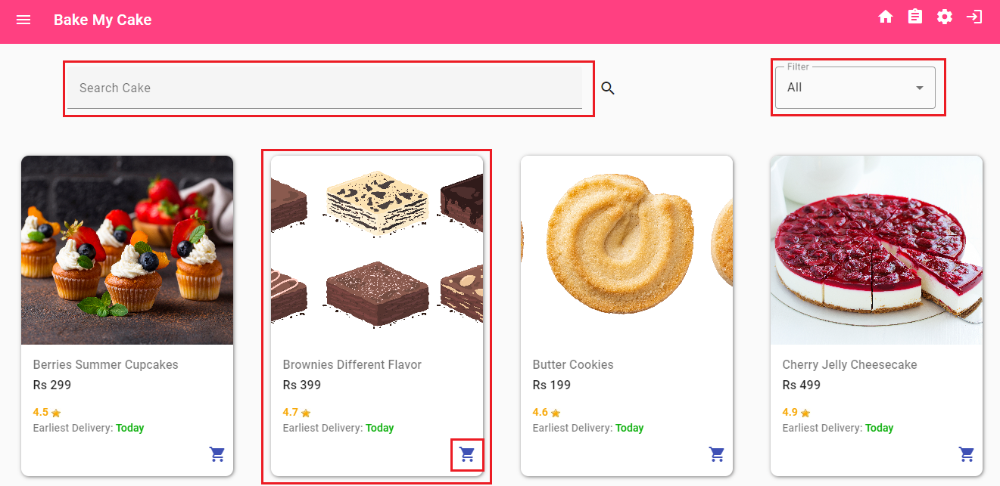 Bake My Cake
Search Cake
Filter
All
Berries Summer Cupcakes
Rs 299
4.5
Earliest Delivery: Today
Brownies Different Flavor
Rs 399
4.7
Earliest Delivery: Today
Butter Cookies
Rs 199
4.6
Earliest Delivery: Today
Cherry Jelly Cheesecake
Rs 499
4.9
Earliest Delivery: Today